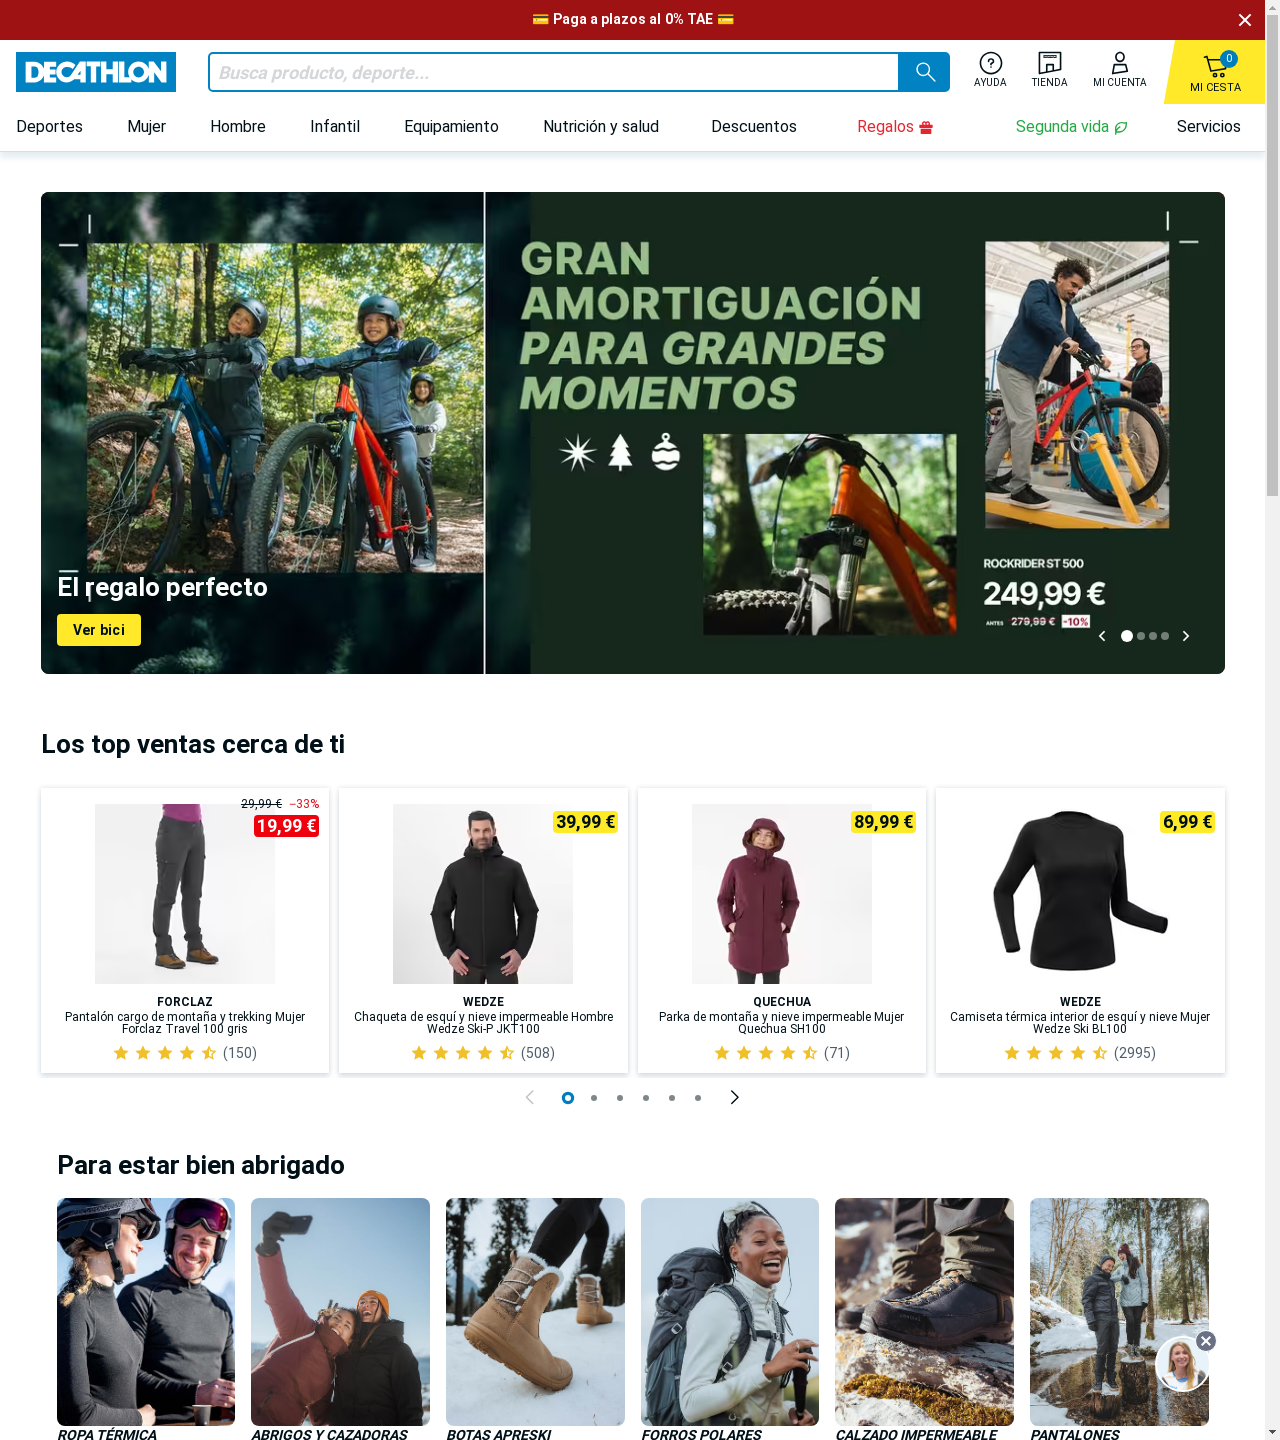 💳 Paga a plazos al 0% TAE 💳
DECATHLON
Busca producto, deporte...
AYUDA
TIENDA
MI CUENTA
0
MI CESTA
Deportes
Mujer
Hombre
Infantil
Equipamiento
Nutrición y salud
Descuentos
Regalos
Segunda vida
Servicios
GRAN
AMORTIGUACIÓN
PARA GRANDES
MOMENTOS
ROCKRIDER ST 500
249,99 €
ANTES 279,99 € -10%
El regalo perfecto
Ver bici
Los top ventas cerca de ti
29,99 € −33%
19,99 €
FORCLAZ
Pantalón cargo de montaña y trekking Mujer
Forclaz Travel 100 gris
(150)
39,99 €
WEDZE
Chaqueta de esquí y nieve impermeable Hombre
Wedze Ski-P JKT100
(508)
89,99 €
QUECHUA
Parka de montaña y nieve impermeable Mujer
Quechua SH100
(71)
6,99 €
WEDZE
Camiseta térmica interior de esquí y nieve Mujer
Wedze Ski BL100
(2995)
Para estar bien abrigado
ROPA TÉRMICA
ABRIGOS Y CAZADORAS
BOTAS APRESKI
FORROS POLARES
CALZADO IMPERMEABLE
PANTALONES